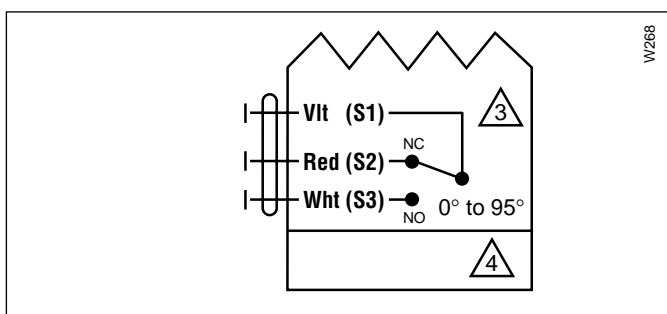 W268
Vlt (S1)
3
NC
Red (S2)
Wht (S3)
NO
0° to 95°
4